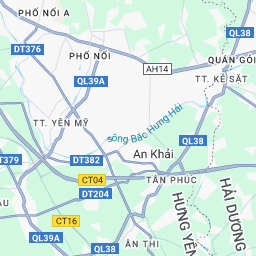 PHỐ NỐI A
QL38
DT376
PHỐ NỐI
QUÁN GỎI
AH14
TT. KẺ SẶT
QL39A
sông Bắc Hưng Hải
TT. YÊN MỸ
QL38
An Khải
DT379
DT382
CT04
TÂN PHÚC
DT204
HẢI DƯƠNG
HƯNG YÊN
CT16
QL39A
ÂN THI
QL38